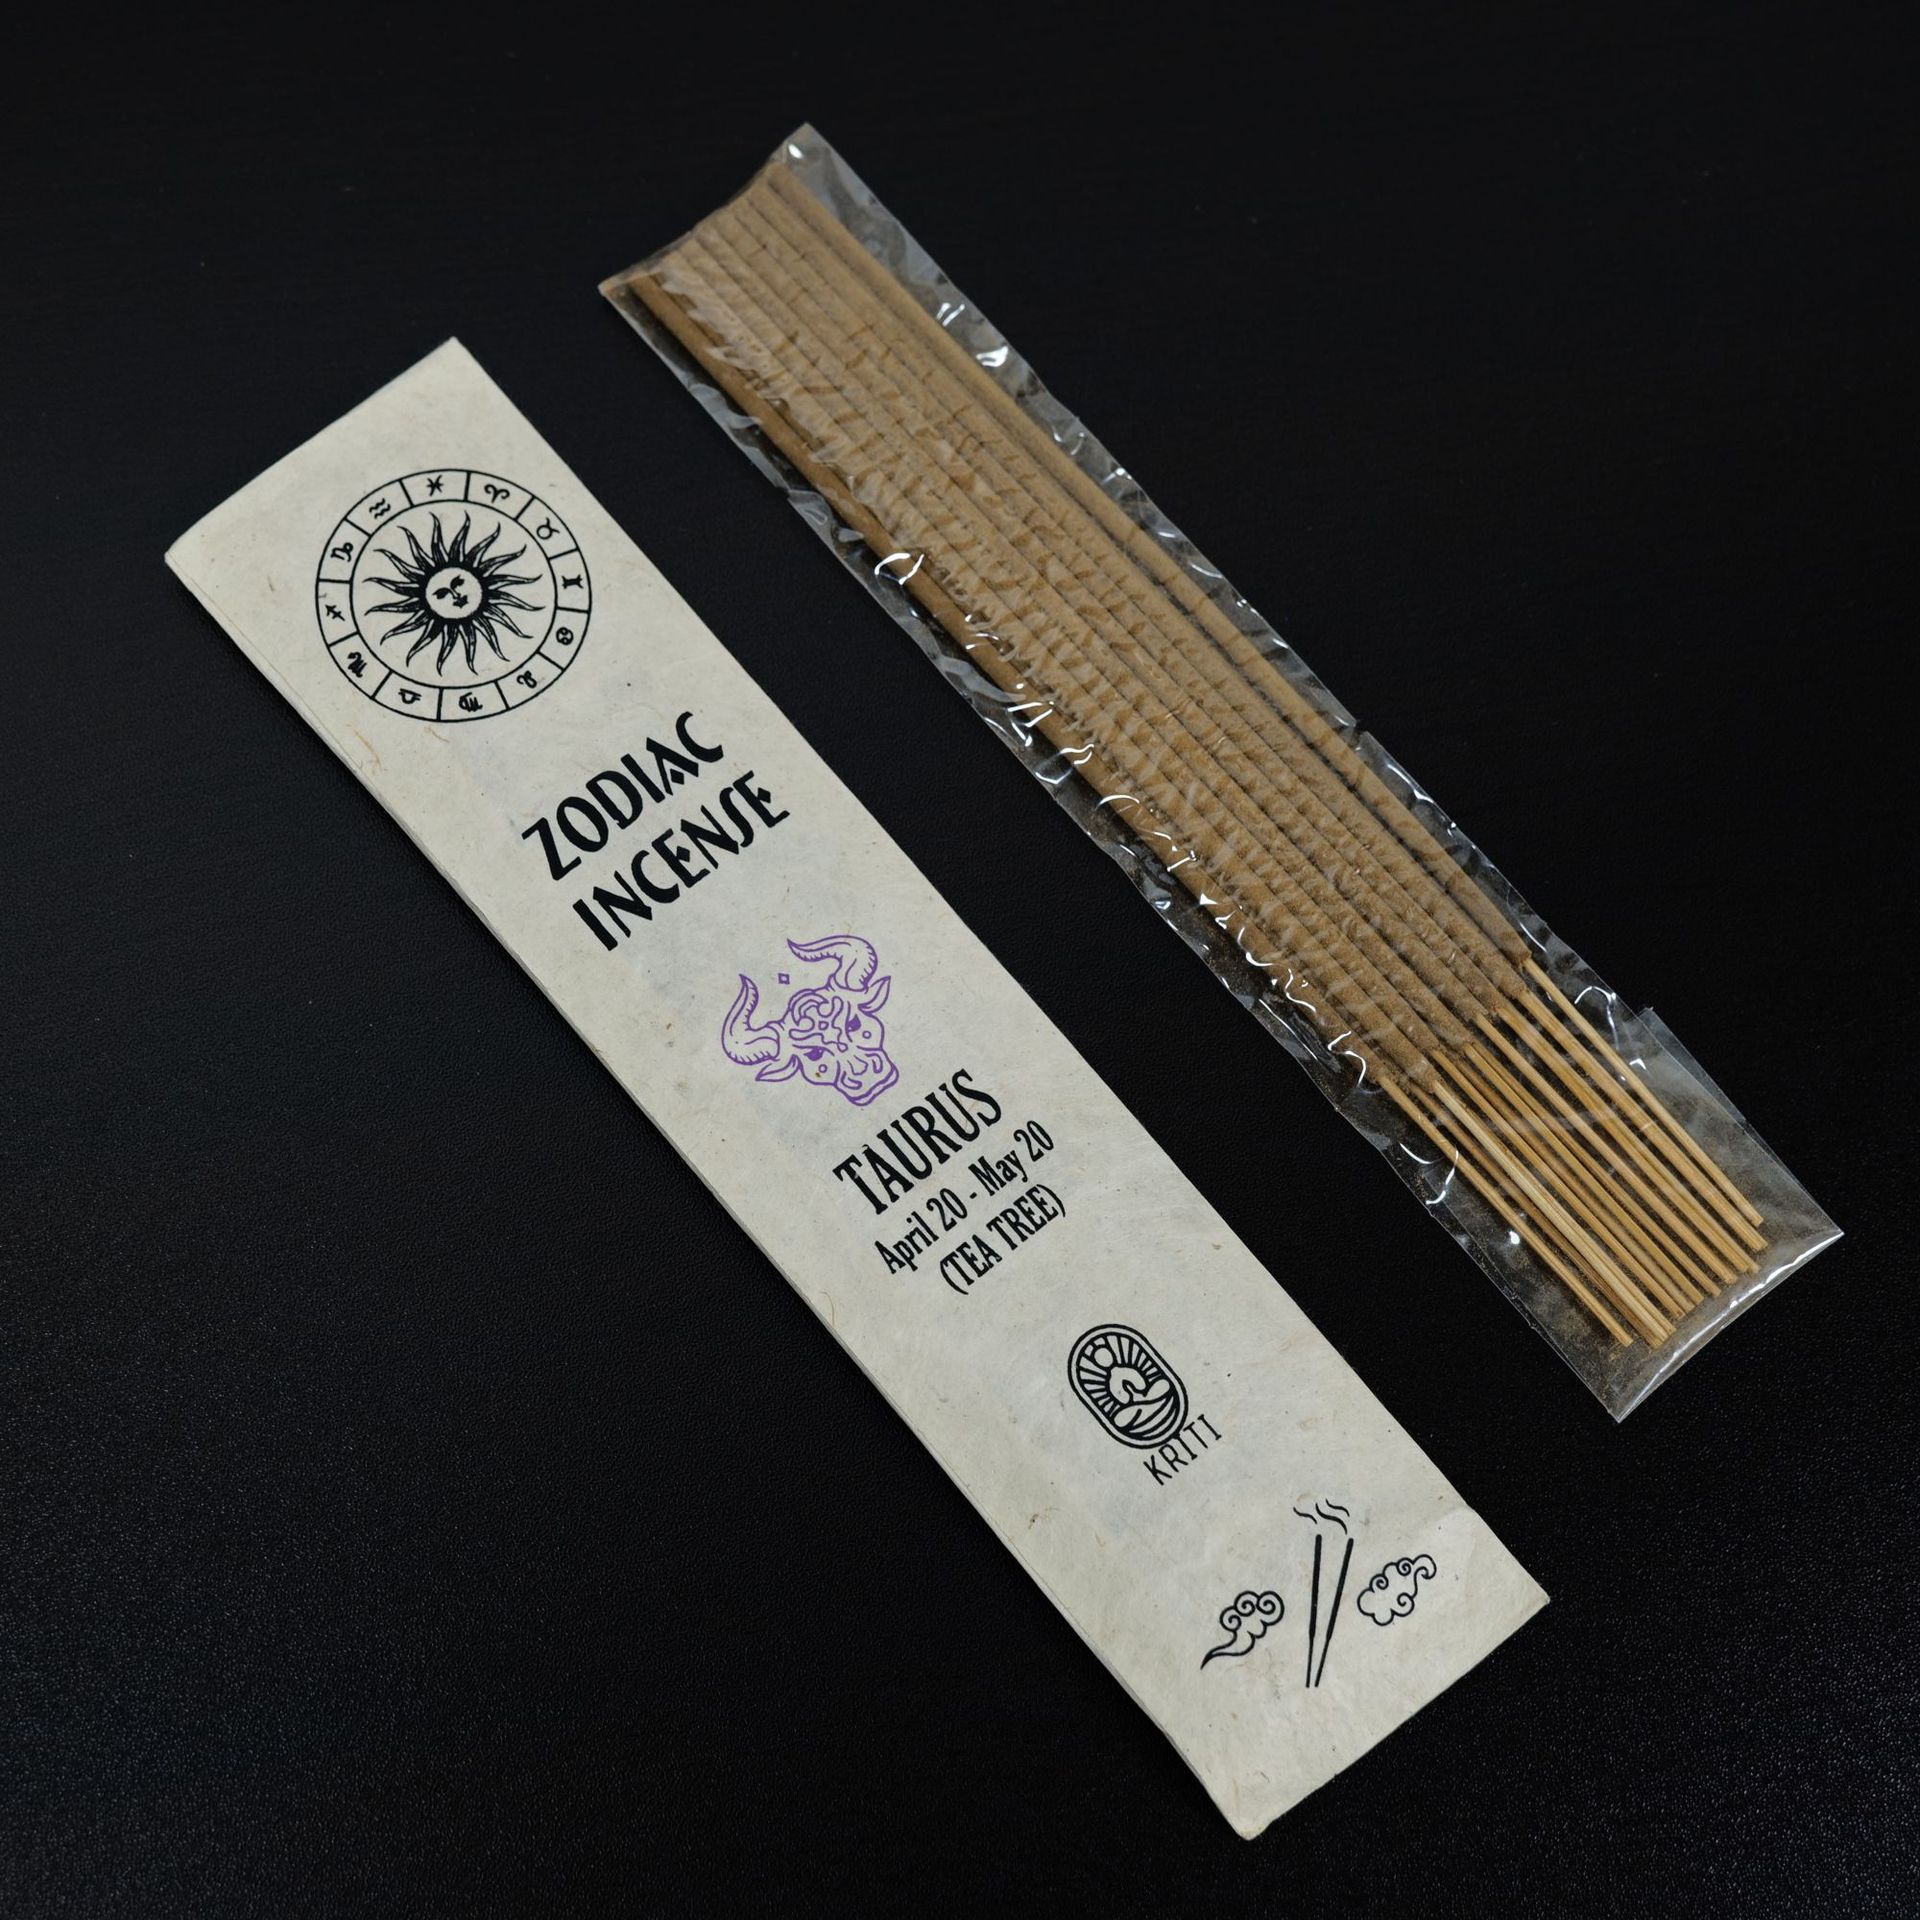 ZODIAC
INCENSE
TAURUS
April 20 - May 20
(TEA TREE)
KRITI